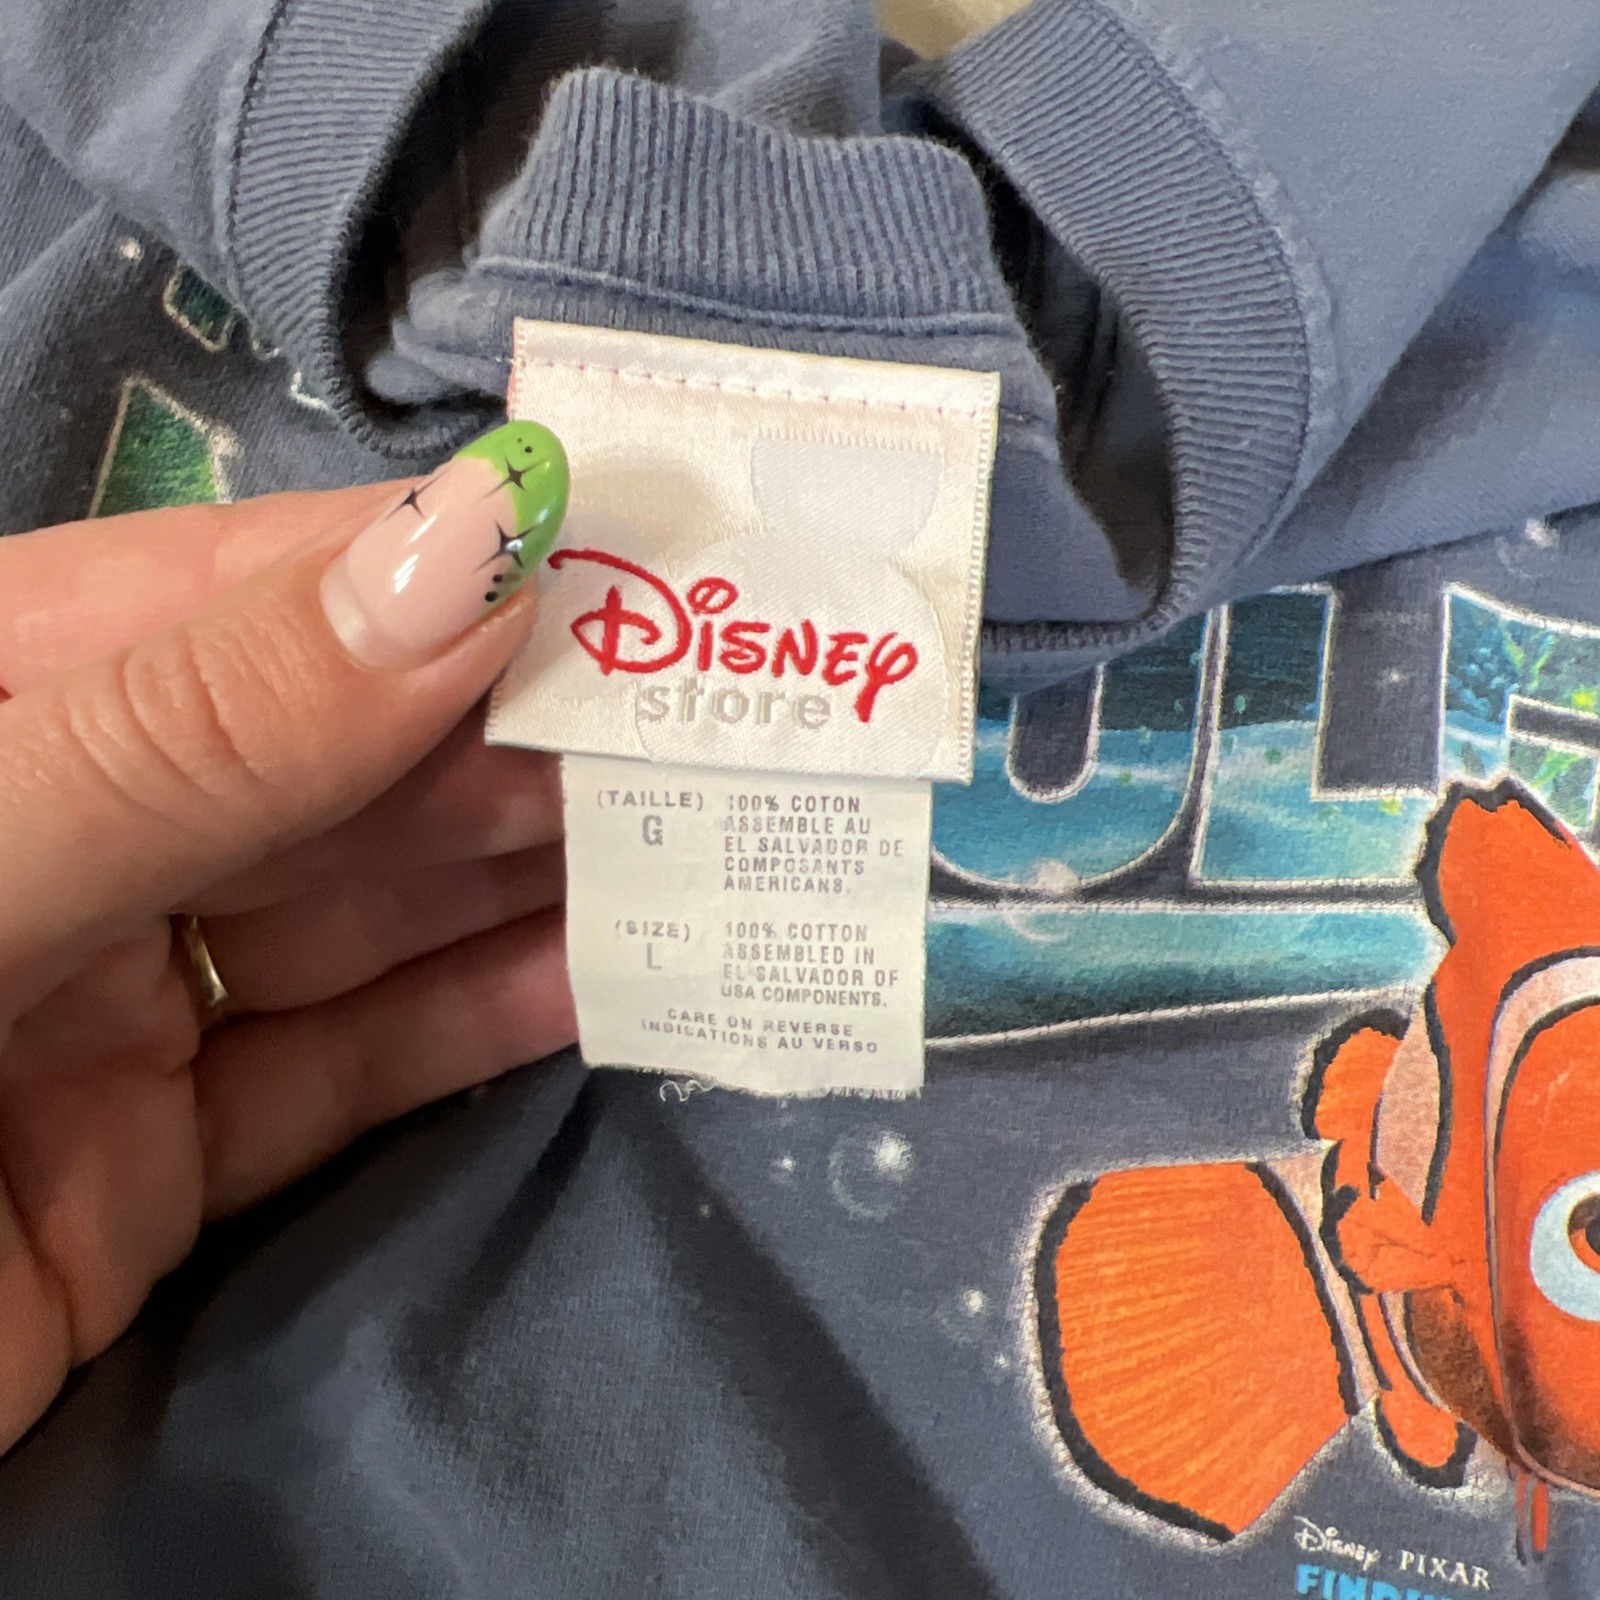 Disney
store
(TAILLE) 100% COTON
G ASSEMBLE AU
EL SALVADOR DE
COMPOSANTS
AMERICANS.
(SIZE) 100% COTTON
L ASSEMBLED IN
EL SALVADOR OF
USA COMPONENTS.
CARE ON REVERSE
INDICATIONS AU VERSO
Disney · PIXAR